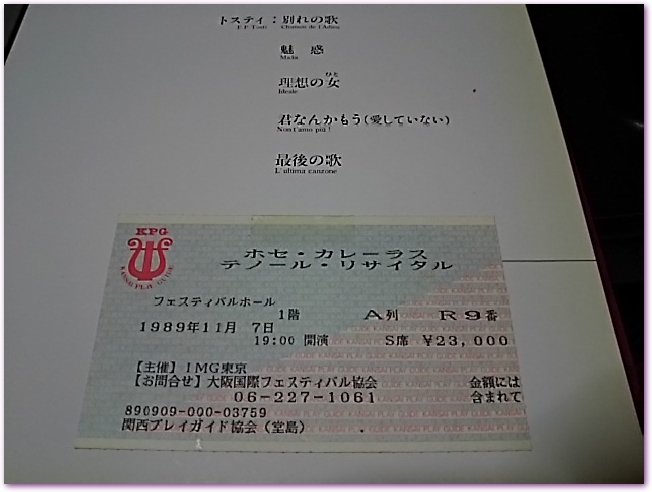 トスティ：別れの歌
F.P.Tosti Chanson de l'Adieu
魅惑
Malia
理想の女
ひと
Ideale
君なんかもう(愛していない)
Non t'amo più!
最後の歌
L'ultima canzone
KPG
KANSAI PLAY GUIDE
ホセ・カレーラス
テノール・リサイタル
フェスティバルホール
1階 A列 R9番
1989年11月 7日
19:00 開演 S席 ¥23,000
【主催】IMG東京
【お問合せ】大阪国際フェスティバル協会 金額には
06-227-1061 含まれて
890909-000-03759
関西プレイガイド協会(堂島)